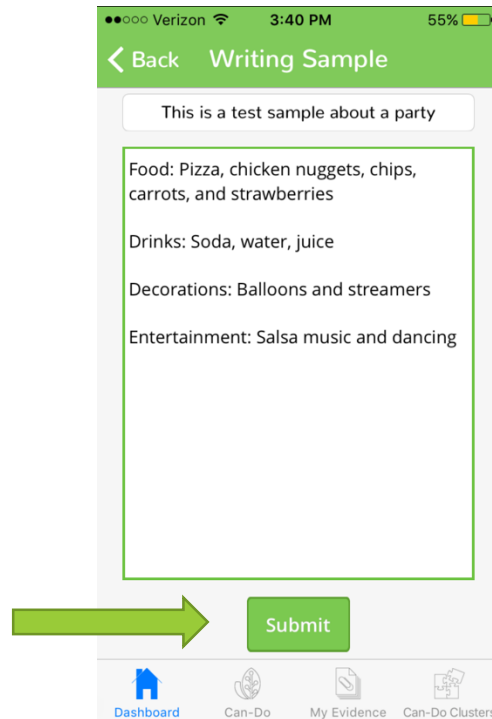 ●●○○○ Verizon 3:40 PM 55%
Back Writing Sample
This is a test sample about a party
Food: Pizza, chicken nuggets, chips,
carrots, and strawberries
Drinks: Soda, water, juice
Decorations: Balloons and streamers
Entertainment: Salsa music and dancing
Submit
Dashboard Can-Do My Evidence Can-Do Clusters